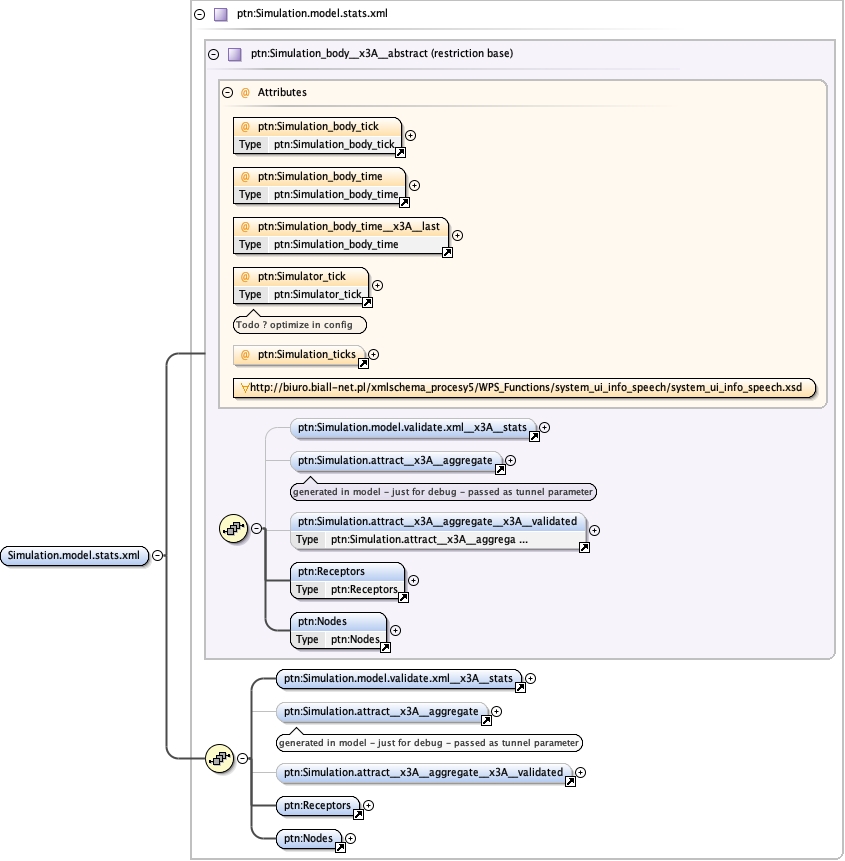 ptn:Simulation.model.stats.xml
ptn:Simulation_body__x3A__abstract (restriction base)
@ Attributes
@ ptn:Simulation_body_tick
Type ptn:Simulation_body_tick
@ ptn:Simulation_body_time
Type ptn:Simulation_body_time
@ ptn:Simulation_body_time__x3A__last
Type ptn:Simulation_body_time
@ ptn:Simulator_tick
Type ptn:Simulator_tick
Todo ? optimize in config
@ ptn:Simulation_ticks
http://biuro.biall-net.pl/xmlschema_procesy5/WPS_Functions/system_ui_info_speech/system_ui_info_speech.xsd
ptn:Simulation.model.validate.xml__x3A__stats
ptn:Simulation.attract__x3A__aggregate
generated in model - just for debug - passed as tunnel parameter
ptn:Simulation.attract__x3A__aggregate__x3A__validated
Type ptn:Simulation.attract__x3A__aggrega ...
Simulation.model.stats.xml
ptn:Receptors
Type ptn:Receptors
ptn:Nodes
Type ptn:Nodes
ptn:Simulation.model.validate.xml__x3A__stats
ptn:Simulation.attract__x3A__aggregate
generated in model - just for debug - passed as tunnel parameter
ptn:Simulation.attract__x3A__aggregate__x3A__validated
ptn:Receptors
ptn:Nodes